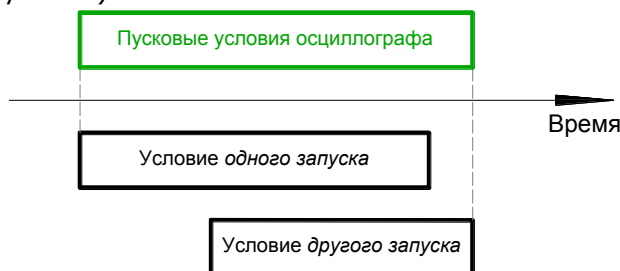 Пусковые условия осциллографа
Время
Условие одного запуска
Условие другого запуска